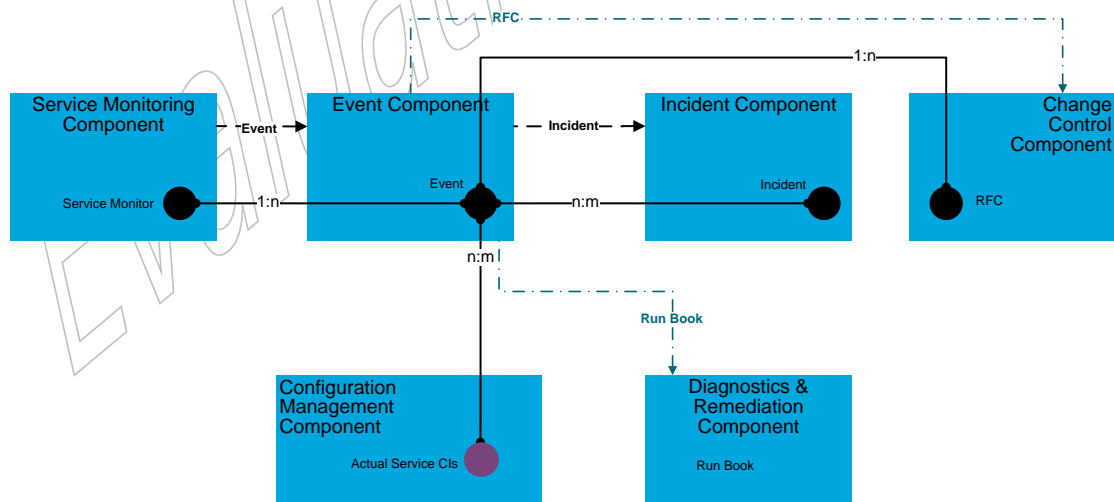 RFC
1:n
Service Monitoring
Component
Event Component
Incident Component
Change
Control
Component
Event
Incident
Event
Incident
Service Monitor
RFC
1:n
n:m
n:m
Run Book
Configuration
Management
Component
Diagnostics &
Remediation
Component
Actual Service CIs
Run Book